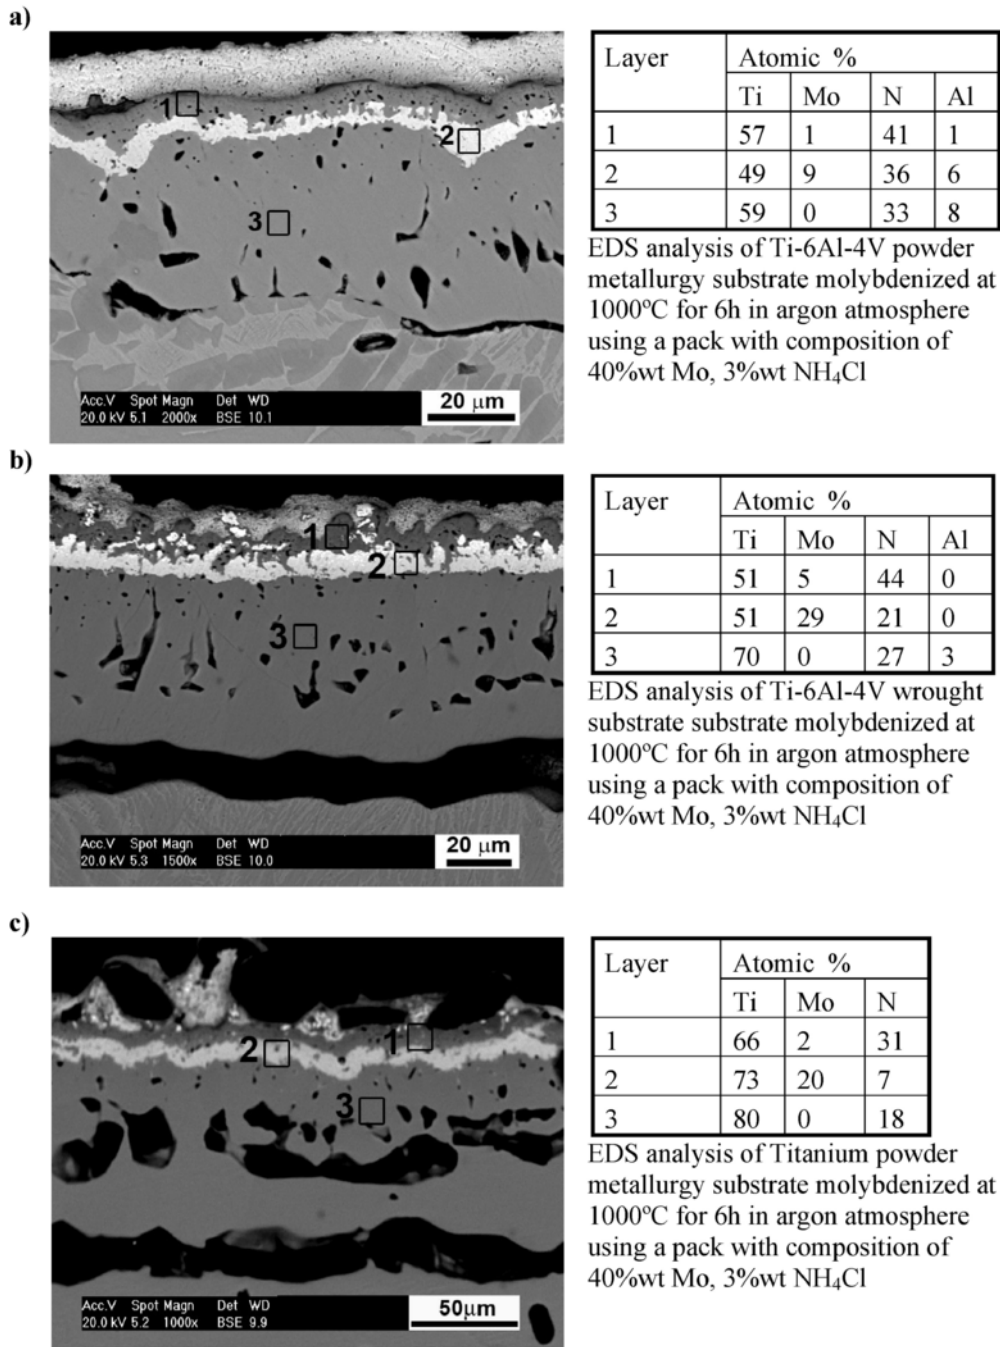 a)
1
2
3
Acc.V Spot Magn Det WD
20.0 kV 5.1 2000x BSE 10.1
20 µm
Layer Atomic %
Ti Mo N Al
1 57 1 41 1
2 49 9 36 6
3 59 0 33 8
EDS analysis of Ti-6Al-4V powder
metallurgy substrate molybdenized at
1000ºC for 6h in argon atmosphere
using a pack with composition of
40%wt Mo, 3%wt NH₄Cl
b)
1
2
3
Acc.V Spot Magn Det WD
20.0 kV 5.3 1500x BSE 10.0
20 µm
Layer Atomic %
Ti Mo N Al
1 51 5 44 0
2 51 29 21 0
3 70 0 27 3
EDS analysis of Ti-6Al-4V wrought
substrate substrate molybdenized at
1000ºC for 6h in argon atmosphere
using a pack with composition of
40%wt Mo, 3%wt NH₄Cl
c)
2 1
3
Acc.V Spot Magn Det WD
20.0 kV 5.2 1000x BSE 9.9
50µm
Layer Atomic %
Ti Mo N
1 66 2 31
2 73 20 7
3 80 0 18
EDS analysis of Titanium powder
metallurgy substrate molybdenized at
1000ºC for 6h in argon atmosphere
using a pack with composition of
40%wt Mo, 3%wt NH₄Cl